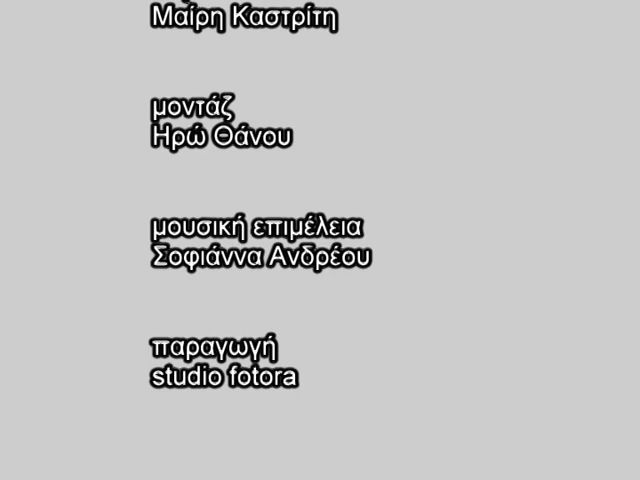 Μαίρη Καστρίτη
μοντάζ
Ηρώ Θάνου
μουσική επιμέλεια
Σοφιάννα Ανδρέου
παραγωγή
studio fotora